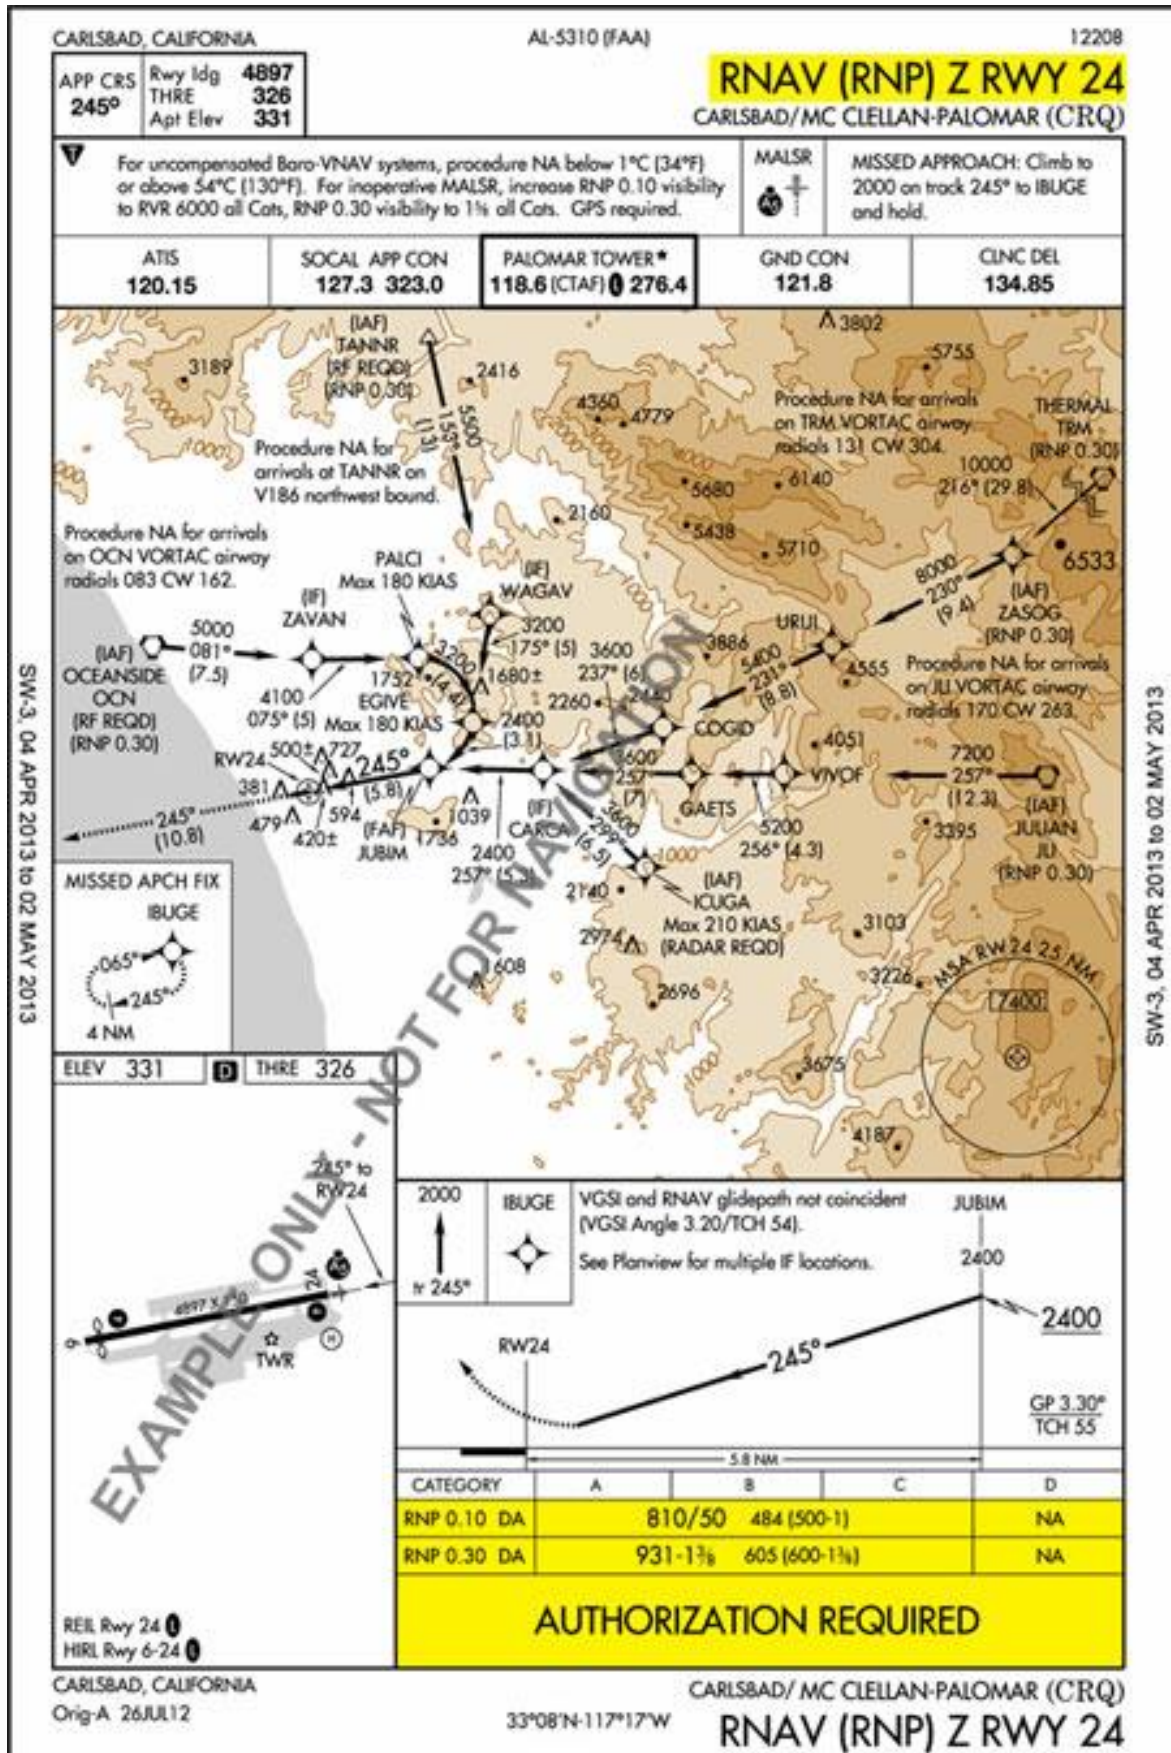 CARLSBAD, CALIFORNIA
AL-5310 (FAA)
12208
APP CRS
245°
Rwy ldg 4897
THRE 326
Apt Elev 331
RNAV (RNP) Z RWY 24
CARLSBAD/MC CLELLAN-PALOMAR (CRQ)
T
For uncompensated Baro-VNAV systems, procedure NA below 1°C (34°F)
or above 54°C (130°F). For inoperative MALSR, increase RNP 0.10 visibility
to RVR 6000 all Cats, RNP 0.30 visibility to 1⅝ all Cats. GPS required.
MALSR
MISSED APPROACH: Climb to
2000 on track 245° to IBUGE
and hold.
ATIS
120.15
SOCAL APP CON
127.3 323.0
PALOMAR TOWER★
118.6 (CTAF) L 276.4
GND CON
121.8
CLNC DEL
134.85
(IAF)
TANNR
(RF REQD)
(RNP 0.30)
3189
2416
3802
5755
4360
4779
5500
153°
(13)
Procedure NA for arrivals
on TRM VORTAC airway
radials 131 CW 304.
THERMAL
TRM
(RNP 0.30)
10000
216° (29.8)
Procedure NA for
arrivals at TANNR on
V186 northwest bound.
5680
6140
2160
5438
5710
6533
Procedure NA for arrivals
on OCN VORTAC airway
radials 083 CW 162.
PALCI
Max 180 KIAS
(IF)
WAGAV
(IF)
ZAVAN
8000
230°
(9.4)
(IAF)
ZASOG
(RNP 0.30)
URIJI
5000
081°
(7.5)
(IAF)
OCEANSIDE
OCN
(RF REQD)
(RNP 0.30)
3200
175° (5)
3200
(4.4)
3600
237° (6)
3886
5400
231°
(8.8)
4555
Procedure NA for arrivals
on JLI VORTAC airway
radials 170 CW 263.
4100
075° (5)
1752
1680±
2260
2440
EGIVE
Max 180 KIAS
2400
(3.1)
COGID
4051
RW24
500±
727
245°
(5.8)
3600
257
(7)
VIVOF
7200
257°
(12.3)
381
479
420±
594
245°
(10.8)
(FAF)
JUBIM
1736
1039
(IF)
CARCA
GAETS
5200
256° (4.3)
3395
(IAF)
JULIAN
JLI
(RNP 0.30)
2400
257° (5.3)
3600
299°
(6.5)
1000
(IAF)
ICUGA
Max 210 KIAS
(RADAR REQD)
2140
2974
3103
1608
2696
3226
MSA RW24 25 NM
7400
3675
4187
MISSED APCH FIX
IBUGE
065°
245°
4 NM
ELEV 331
D
THRE 326
245° to
RW24
24
6
TWR
H
REIL Rwy 24 L
HIRL Rwy 6-24 L
2000
tr 245°
IBUGE
VGSI and RNAV glidepath not coincident
(VGSI Angle 3.20/TCH 54).
See Planview for multiple IF locations.
JUBIM
2400
2400
RW24
245°
GP 3.30°
TCH 55
5.8 NM
CATEGORY A B C D
RNP 0.10 DA 810/50 484 (500-1) NA
RNP 0.30 DA 931-1⅜ 605 (600-1⅜) NA
AUTHORIZATION REQUIRED
CARLSBAD, CALIFORNIA
Orig-A 26JUL12
33°08'N-117°17'W
CARLSBAD/ MC CLELLAN-PALOMAR (CRQ)
RNAV (RNP) Z RWY 24
SW-3, 04 APR 2013 to 02 MAY 2013
SW-3, 04 APR 2013 to 02 MAY 2013
EXAMPLE ONLY - NOT FOR NAVIGATION